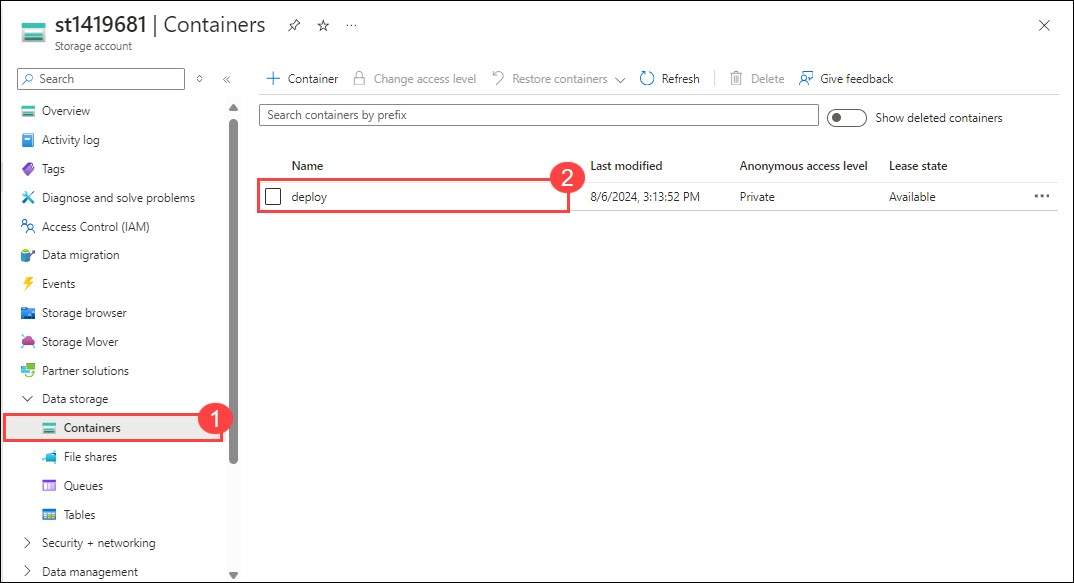 st1419681 | Containers
Storage account
Search
Container Change access level Restore containers Refresh Delete Give feedback
Search containers by prefix
Show deleted containers
Overview
Activity log
Tags
Diagnose and solve problems
Access Control (IAM)
Data migration
Events
Storage browser
Storage Mover
Partner solutions
Data storage
Containers 1
File shares
Queues
Tables
Security + networking
Data management
Name Last modified Anonymous access level Lease state
deploy 2 8/6/2024, 3:13:52 PM Private Available